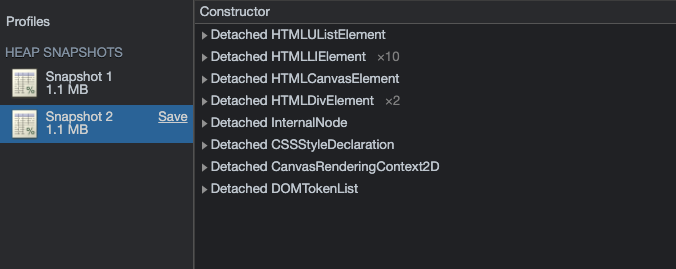 Profiles
HEAP SNAPSHOTS
Snapshot 1
1.1 MB
Snapshot 2 Save
1.1 MB
Constructor
Detached HTMLUListElement
Detached HTMLLIElement ×10
Detached HTMLCanvasElement
Detached HTMLDivElement ×2
Detached InternalNode
Detached CSSStyleDeclaration
Detached CanvasRenderingContext2D
Detached DOMTokenList